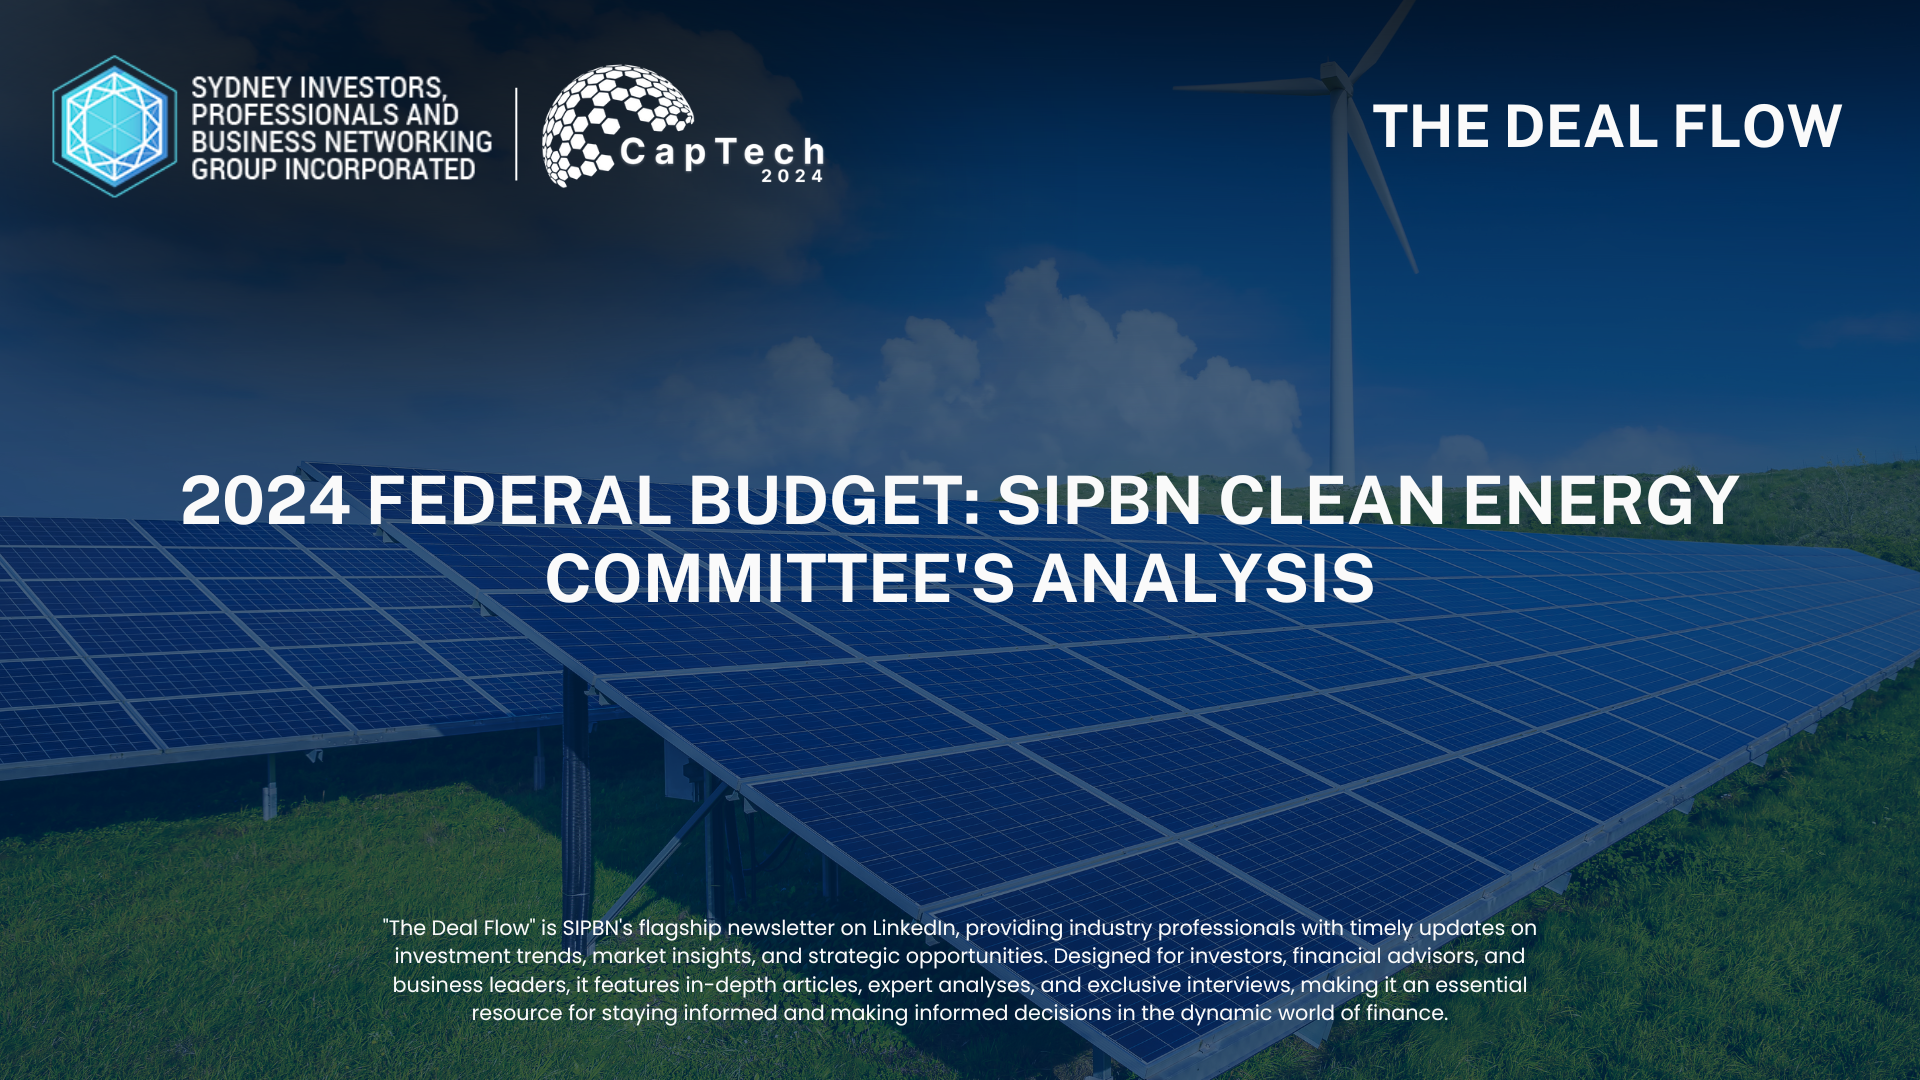 SYDNEY INVESTORS,
PROFESSIONALS AND
BUSINESS NETWORKING
GROUP INCORPORATED
CapTech
2024
THE DEAL FLOW
2024 FEDERAL BUDGET: SIPBN CLEAN ENERGY
COMMITTEE'S ANALYSIS
"The Deal Flow" is SIPBN's flagship newsletter on LinkedIn, providing industry professionals with timely updates on
investment trends, market insights, and strategic opportunities. Designed for investors, financial advisors, and
business leaders, it features in-depth articles, expert analyses, and exclusive interviews, making it an essential
resource for staying informed and making informed decisions in the dynamic world of finance.